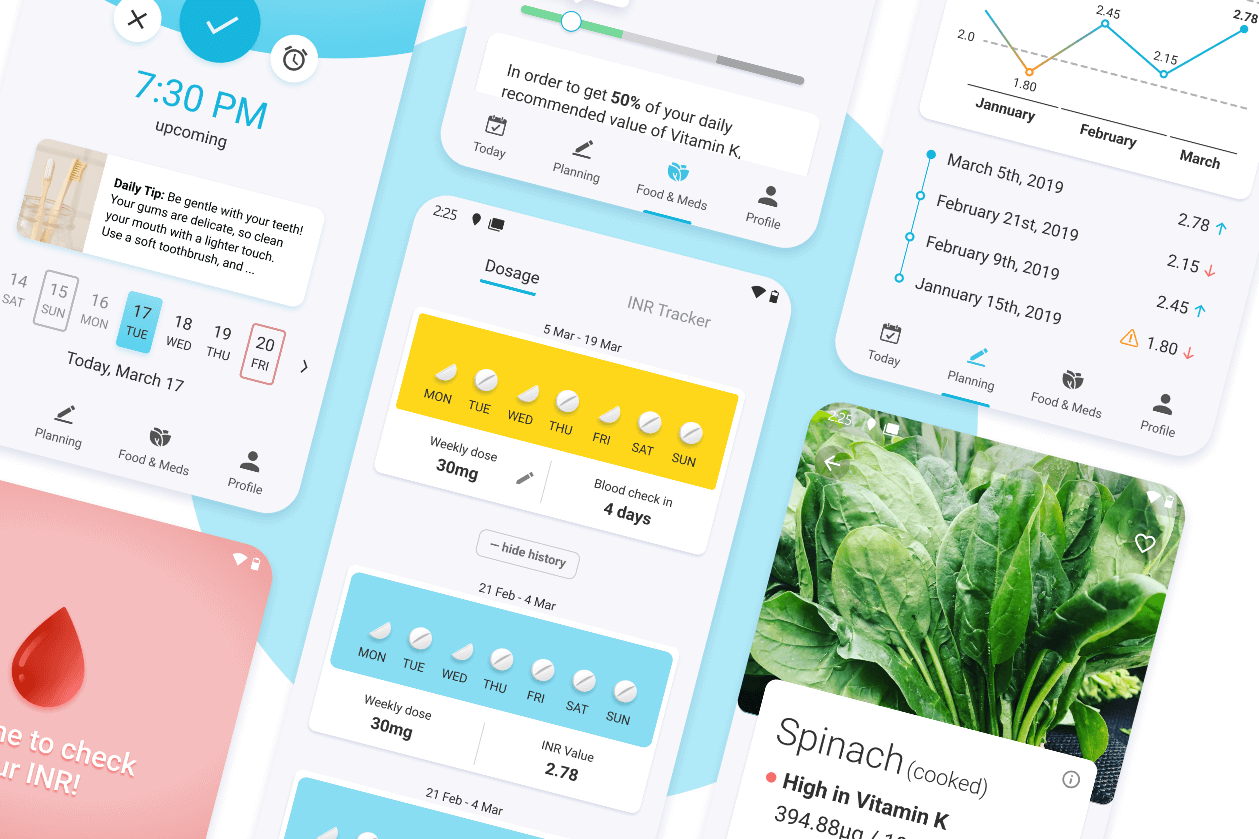 7:30 PM
upcoming
Daily Tip: Be gentle with your teeth!
Your gums are delicate, so clean
your mouth with a lighter touch.
Use a soft toothbrush, and ...
14 15 16 17 18 19 20
SAT SUN MON TUE WED THU FRI
Today, March 17
Planning
Food & Meds
Profile
ne to check
ur INR!
In order to get 50% of your daily
recommended value of Vitamin K,
Today
Planning
Food & Meds
Profile
2:25
Dosage
INR Tracker
5 Mar - 19 Mar
MON TUE WED THU FRI SAT SUN
Weekly dose
30mg
Blood check in
4 days
– hide history
21 Feb - 4 Mar
MON TUE WED THU FRI SAT SUN
Weekly dose
30mg
INR Value
2.78
21 Feb - 4 Mar
2.0
1.80
2.45
2.15
2.78
Jannuary
February
March
March 5th, 2019
2.78
February 21st, 2019
2.15
February 9th, 2019
2.45
Jannuary 15th, 2019
1.80
Today
Planning
Food & Meds
Profile
2:25
Spinach (cooked)
High in Vitamin K
394.88µg / 1